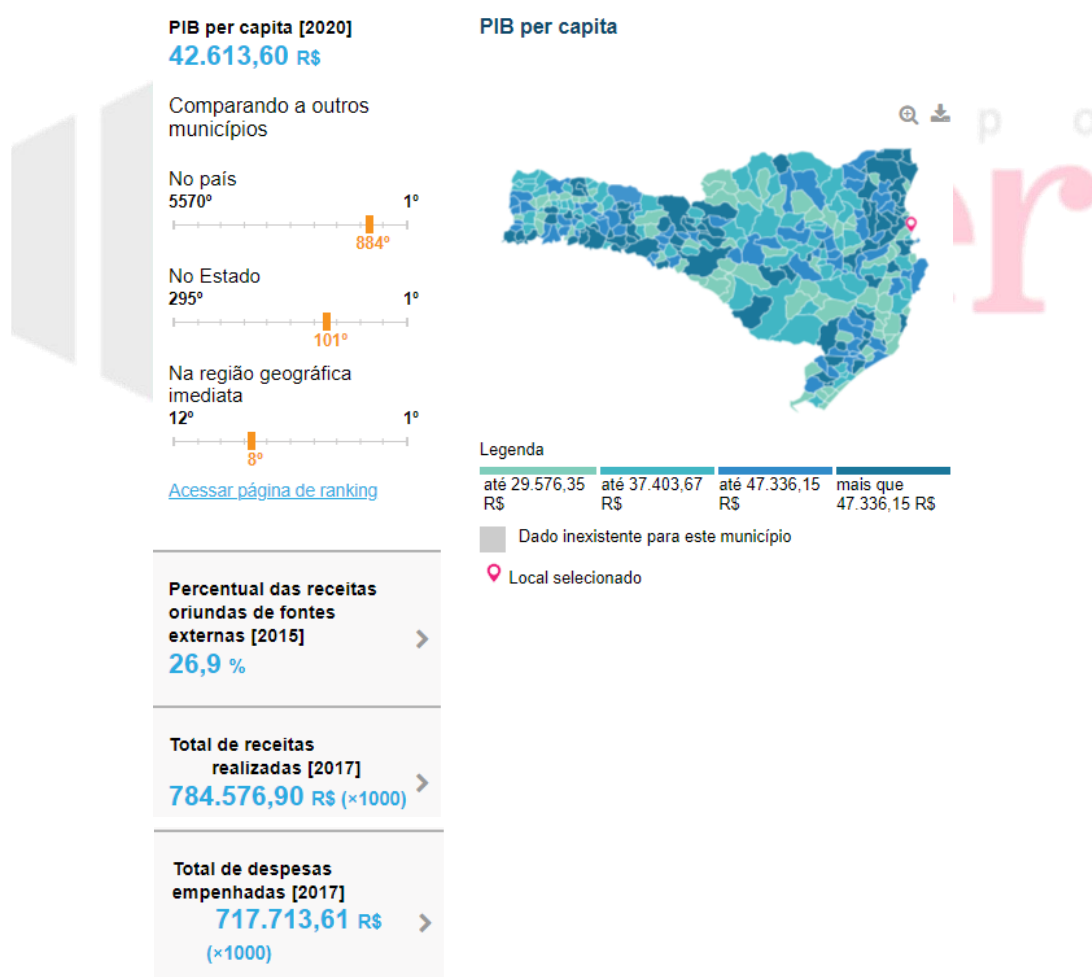 PIB per capita [2020]
42.613,60 R$
Comparando a outros
municípios
No país
5570º 1º
884º
No Estado
295º 1º
101º
Na região geográfica
imediata
12º 1º
8º
Acessar página de ranking
Percentual das receitas
oriundas de fontes
externas [2015]
26,9 %
Total de receitas
realizadas [2017]
784.576,90 R$ (×1000)
Total de despesas
empenhadas [2017]
717.713,61 R$
(×1000)
PIB per capita
Legenda
até 29.576,35 R$
até 37.403,67 R$
até 47.336,15 R$
mais que 47.336,15 R$
Dado inexistente para este município
Local selecionado